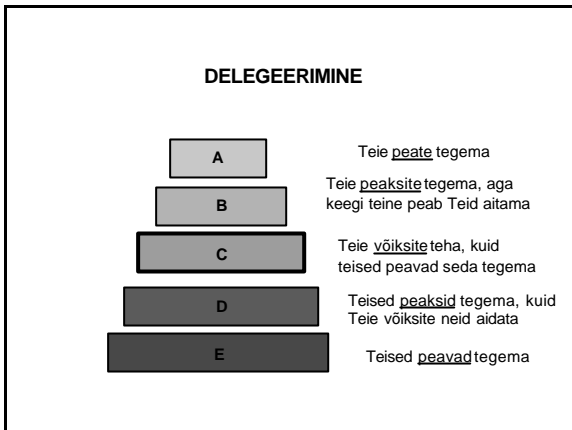 DELEGEERIMINE
A
Teie peate tegema
B
Teie peaksite tegema, aga
keegi teine peab Teid aitama
C
Teie võiksite teha, kuid
teised peavad seda tegema
D
Teised peaksid tegema, kuid
Teie võiksite neid aidata
E
Teised peavad tegema